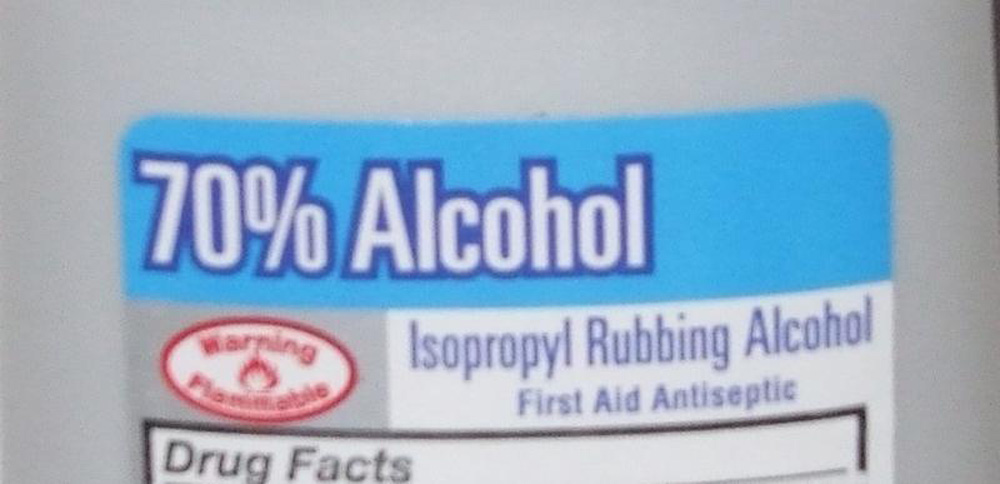 70% Alcohol
Isopropyl Rubbing Alcohol
First Aid Antiseptic
Warning
Flammable
Drug Facts